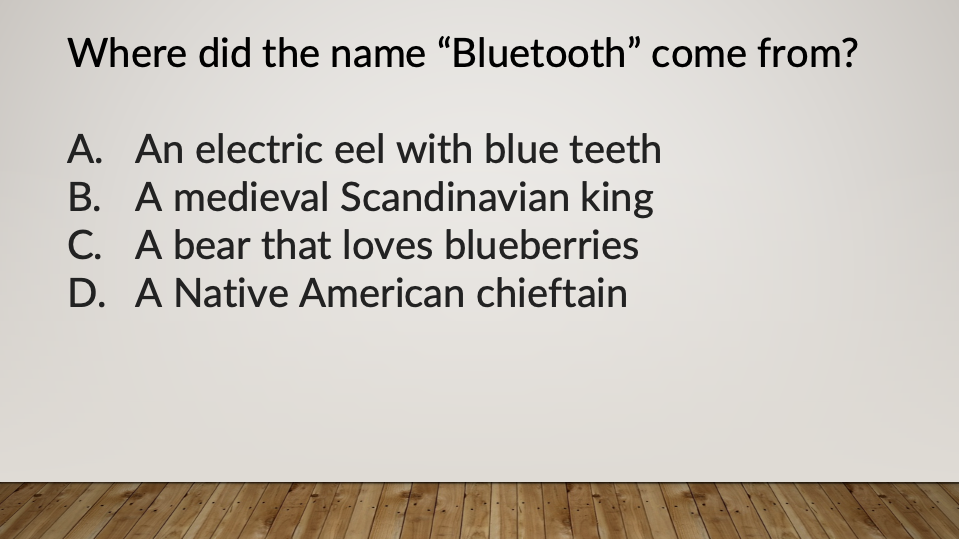 Where did the name “Bluetooth” come from?
A. An electric eel with blue teeth
B. A medieval Scandinavian king
C. A bear that loves blueberries
D. A Native American chieftain